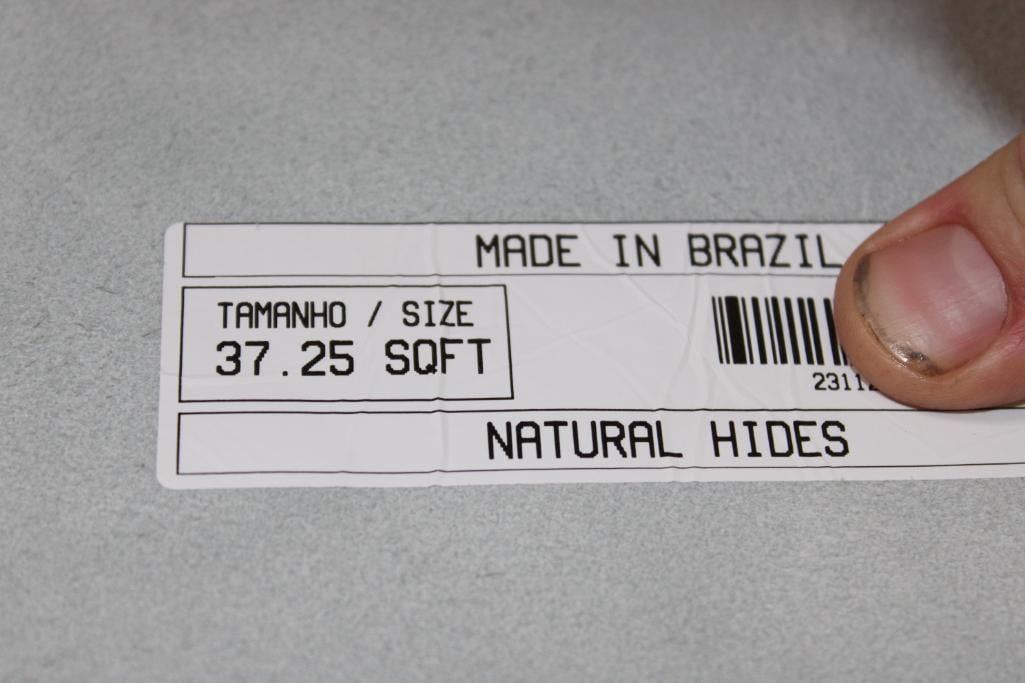 MADE IN BRAZIL
TAMANHO / SIZE
37.25 SQFT
NATURAL HIDES